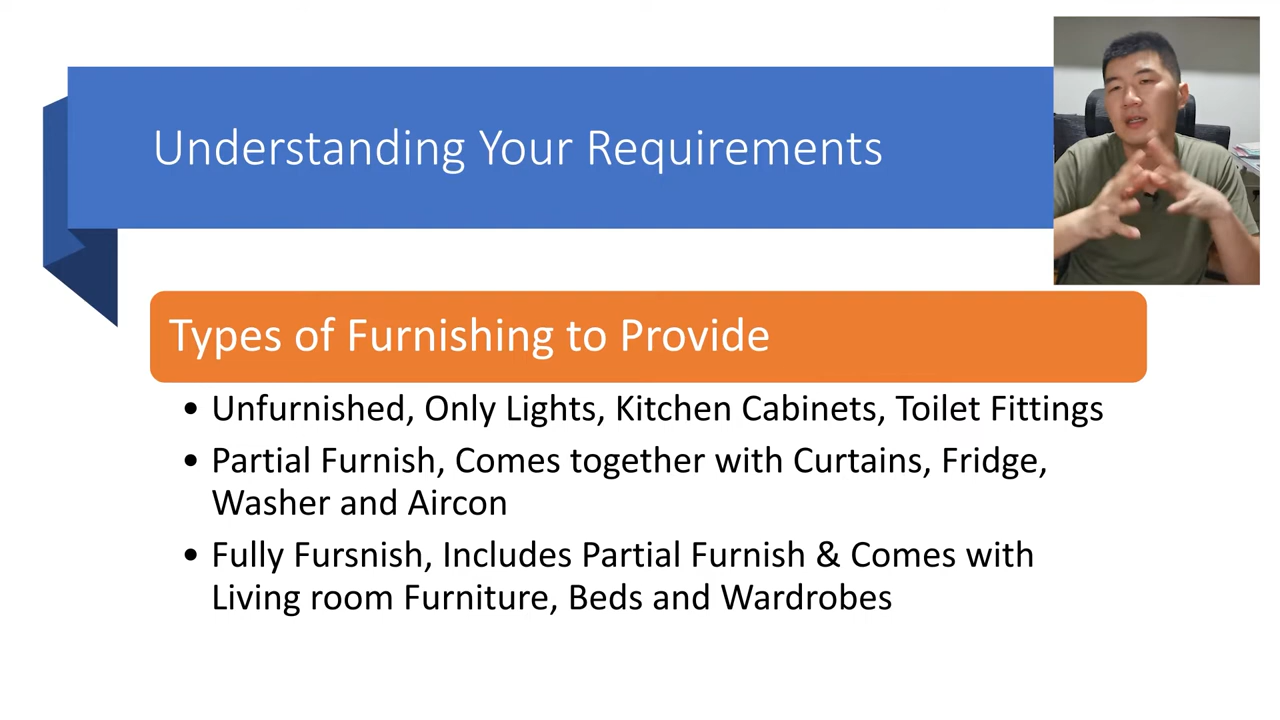 Understanding Your Requirements
Types of Furnishing to Provide
• Unfurnished, Only Lights, Kitchen Cabinets, Toilet Fittings
• Partial Furnish, Comes together with Curtains, Fridge,
Washer and Aircon
• Fully Fursnish, Includes Partial Furnish & Comes with
Living room Furniture, Beds and Wardrobes